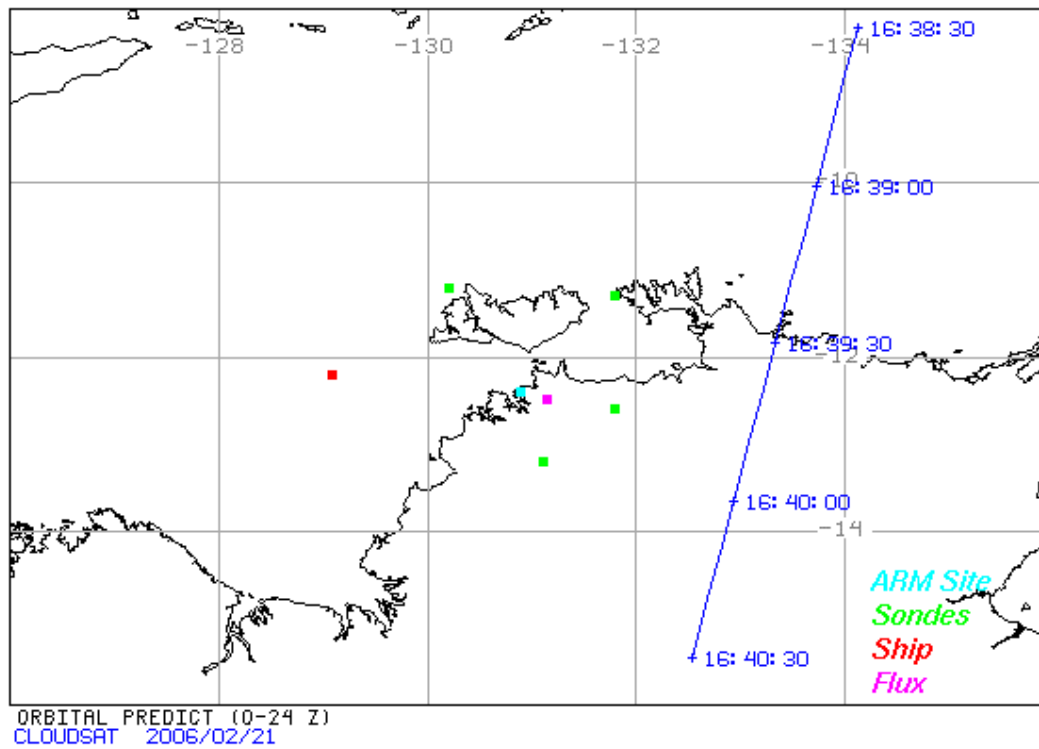 16:38:30
-128
-130
-132
-134
-10
16:39:00
16:39:30
-12
16:40:00
-14
ARM Site
Sondes
Ship
16:40:30
Flux
ORBITAL PREDICT (0-24 Z)
CLOUDSAT 2006/02/21